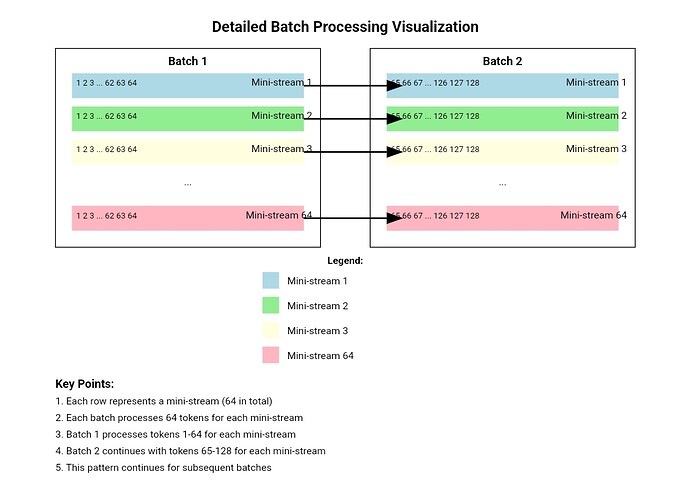 Detailed Batch Processing Visualization
Batch 1
1 2 3 ... 62 63 64 Mini-stream 1
1 2 3 ... 62 63 64 Mini-stream 2
1 2 3 ... 62 63 64 Mini-stream 3
...
1 2 3 ... 62 63 64 Mini-stream 64
Batch 2
65 66 67 ... 126 127 128 Mini-stream 1
65 66 67 ... 126 127 128 Mini-stream 2
65 66 67 ... 126 127 128 Mini-stream 3
...
65 66 67 ... 126 127 128 Mini-stream 64
Legend:
Mini-stream 1
Mini-stream 2
Mini-stream 3
Mini-stream 64
Key Points:
1. Each row represents a mini-stream (64 in total)
2. Each batch processes 64 tokens for each mini-stream
3. Batch 1 processes tokens 1-64 for each mini-stream
4. Batch 2 continues with tokens 65-128 for each mini-stream
5. This pattern continues for subsequent batches